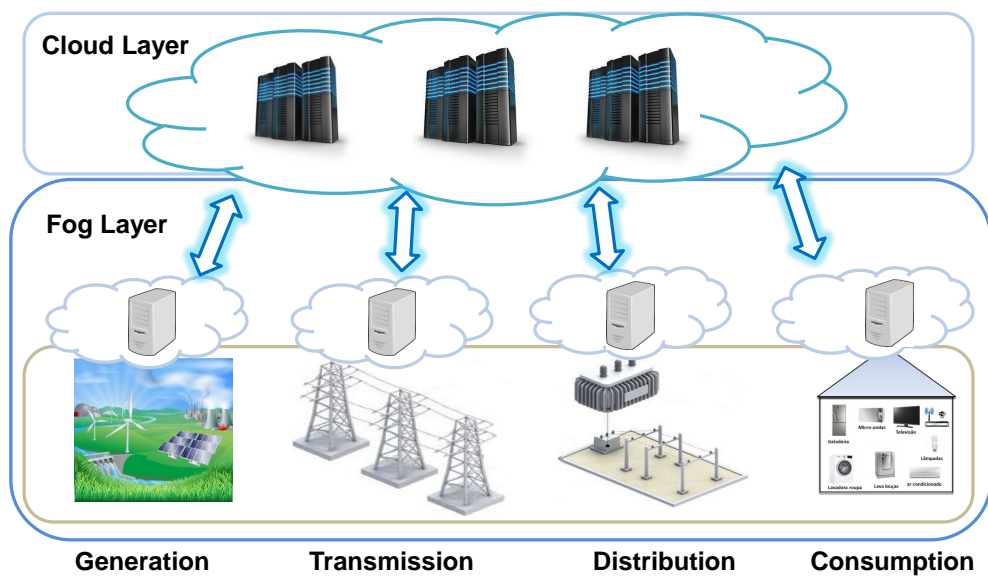 Cloud Layer
Fog Layer
Geladeira
Micro-ondas
Televisão
Lâmpadas
Lavadora roupa
Lava louças
ar-condicionado
Generation
Transmission
Distribution
Consumption